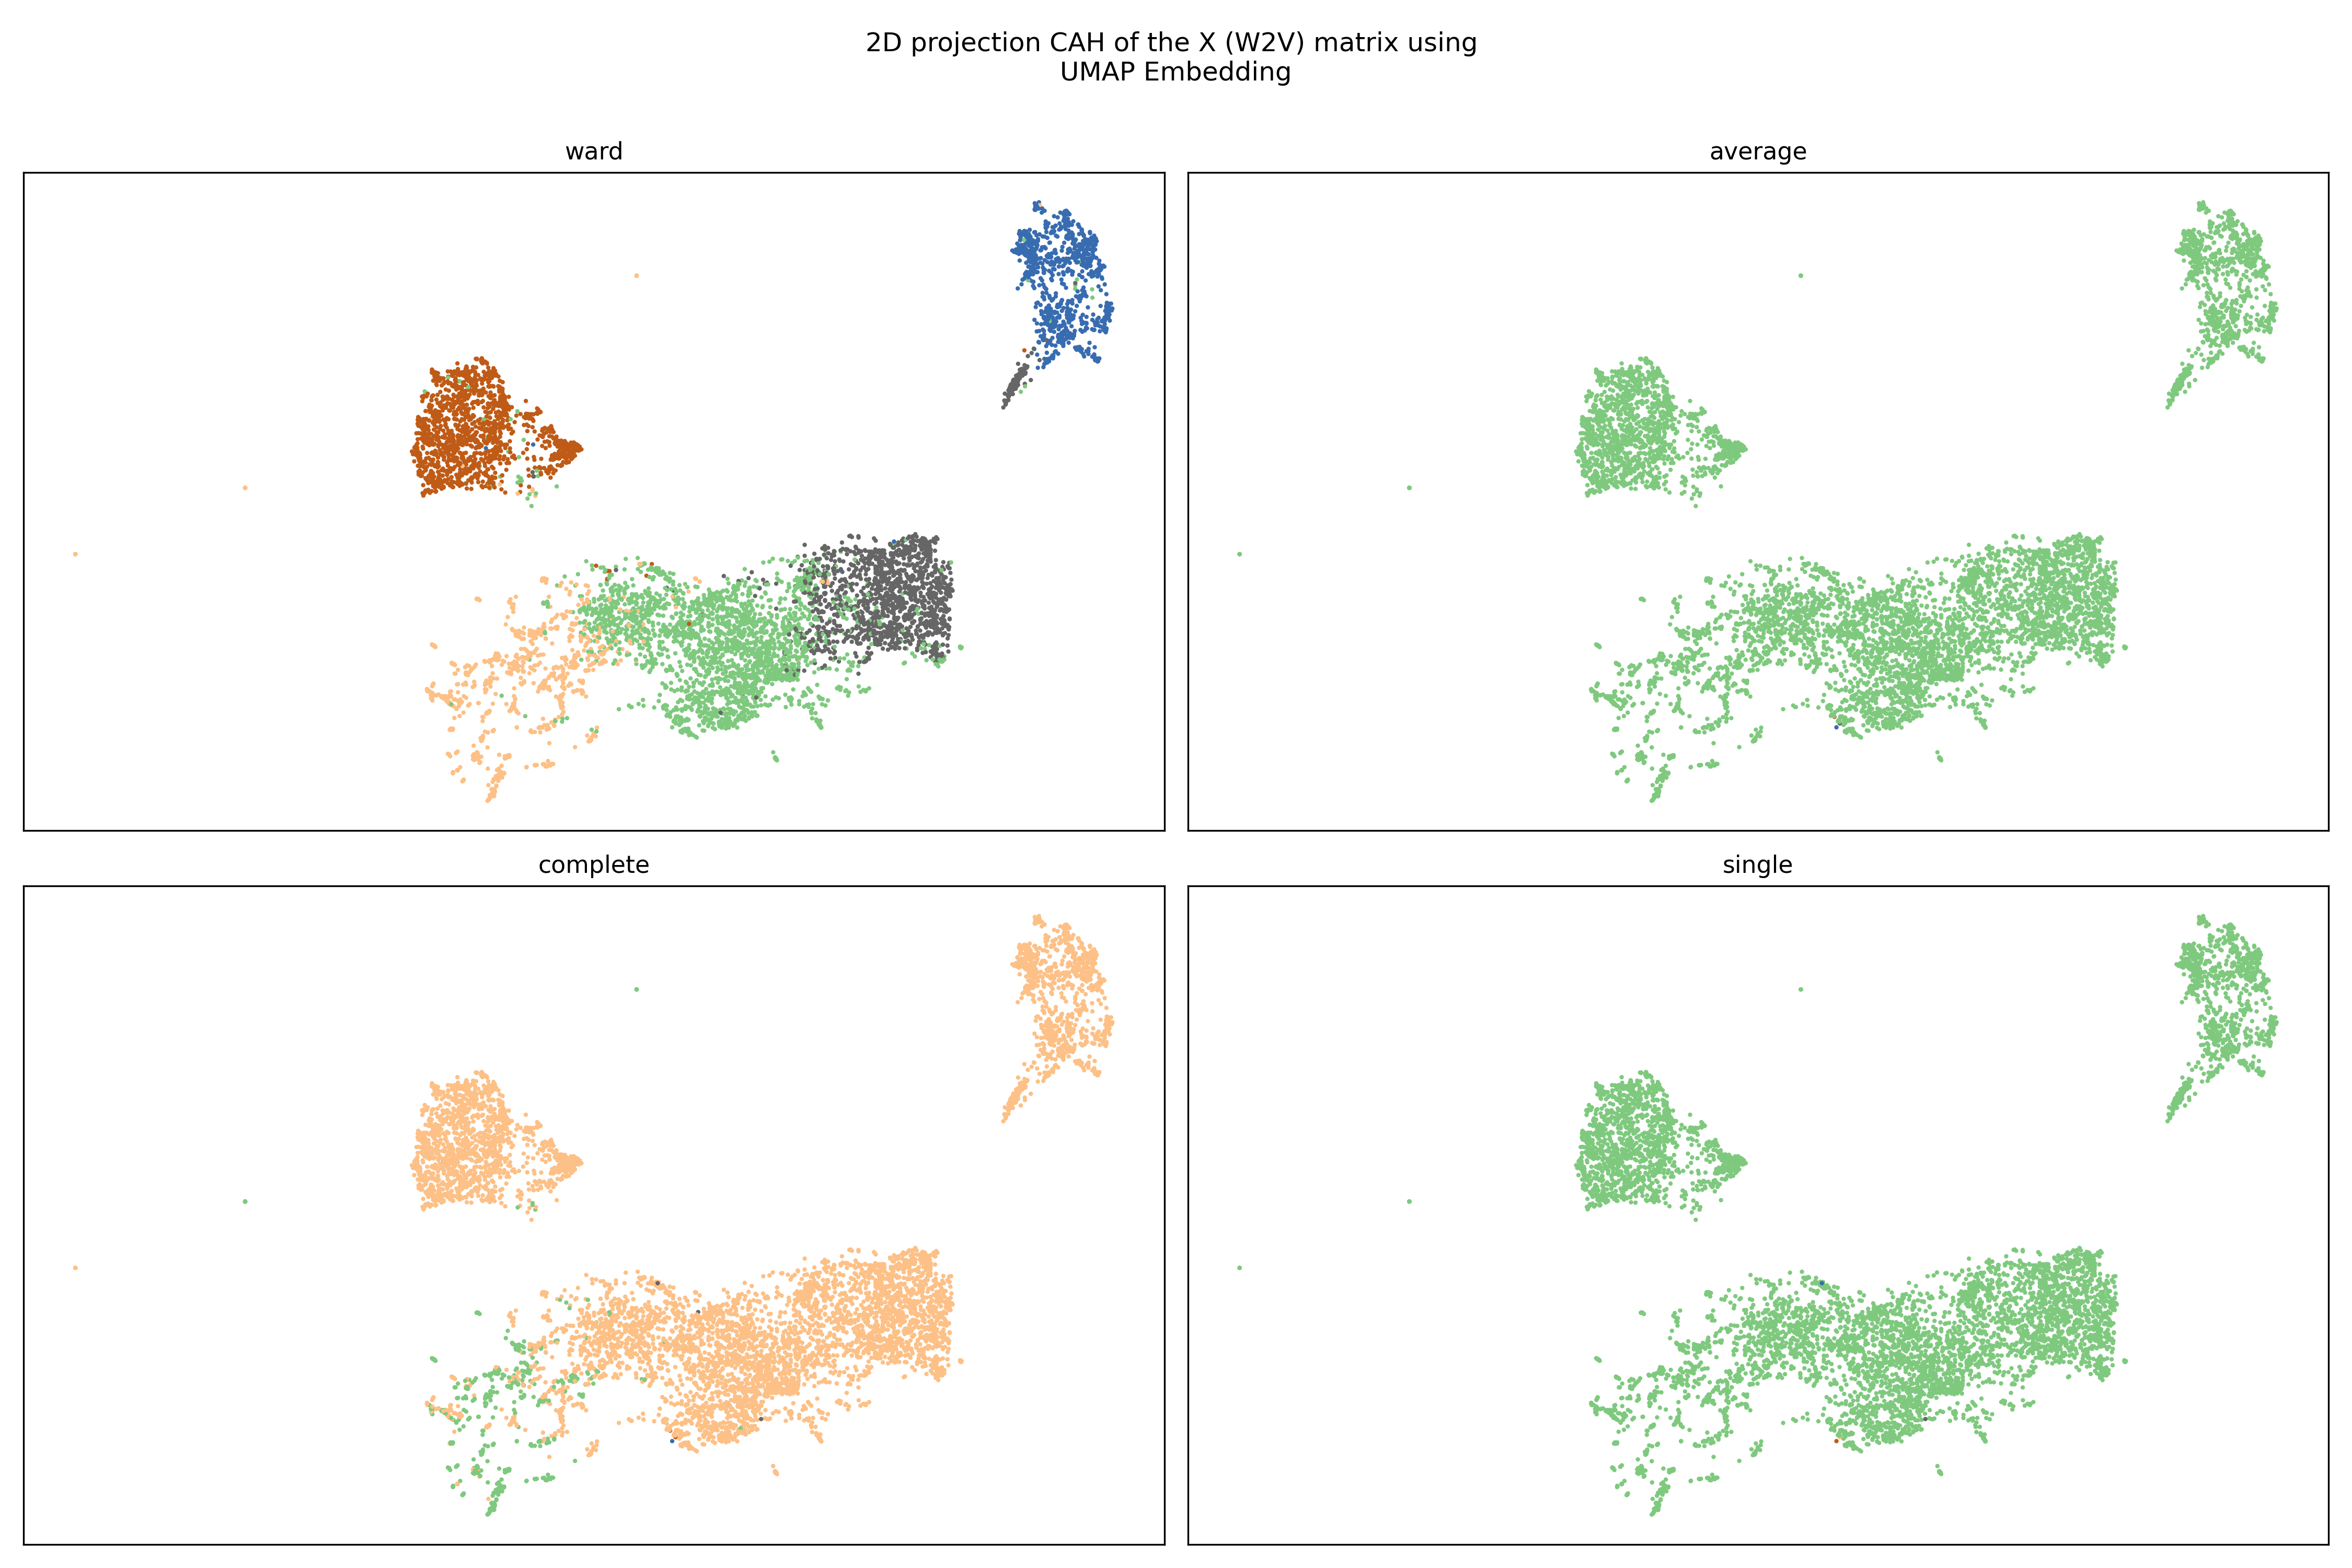 2D projection CAH of the X (W2V) matrix using
UMAP Embedding
ward
average
complete
single